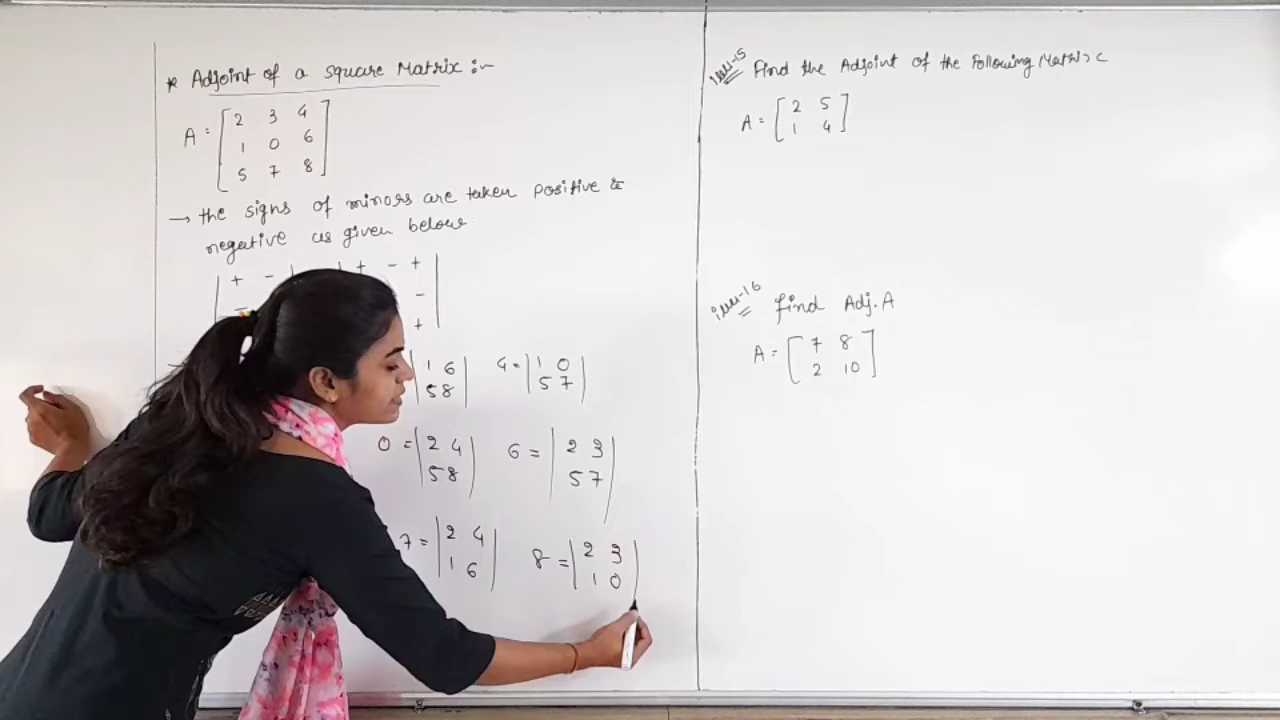 * Adjoint of a square Matrix :-
A = [ 2 3 4
1 0 6
5 7 8 ]
→ the signs of minors are taken positive &
negative as given below
+ - + - +
- -
+
| 1 6 | 4 = | 1 0 |
| 5 8 | | 5 7 |
0 = | 2 4 | 6 = | 2 3 |
| 5 8 | | 5 7 |
7 = | 2 4 | 8 = | 2 3 |
| 1 6 | | 1 0 |
Find the Adjoint of the following Matrix
A = [ 2 5
1 4 ]
find Adj. A
A = [ 7 8
2 10 ]